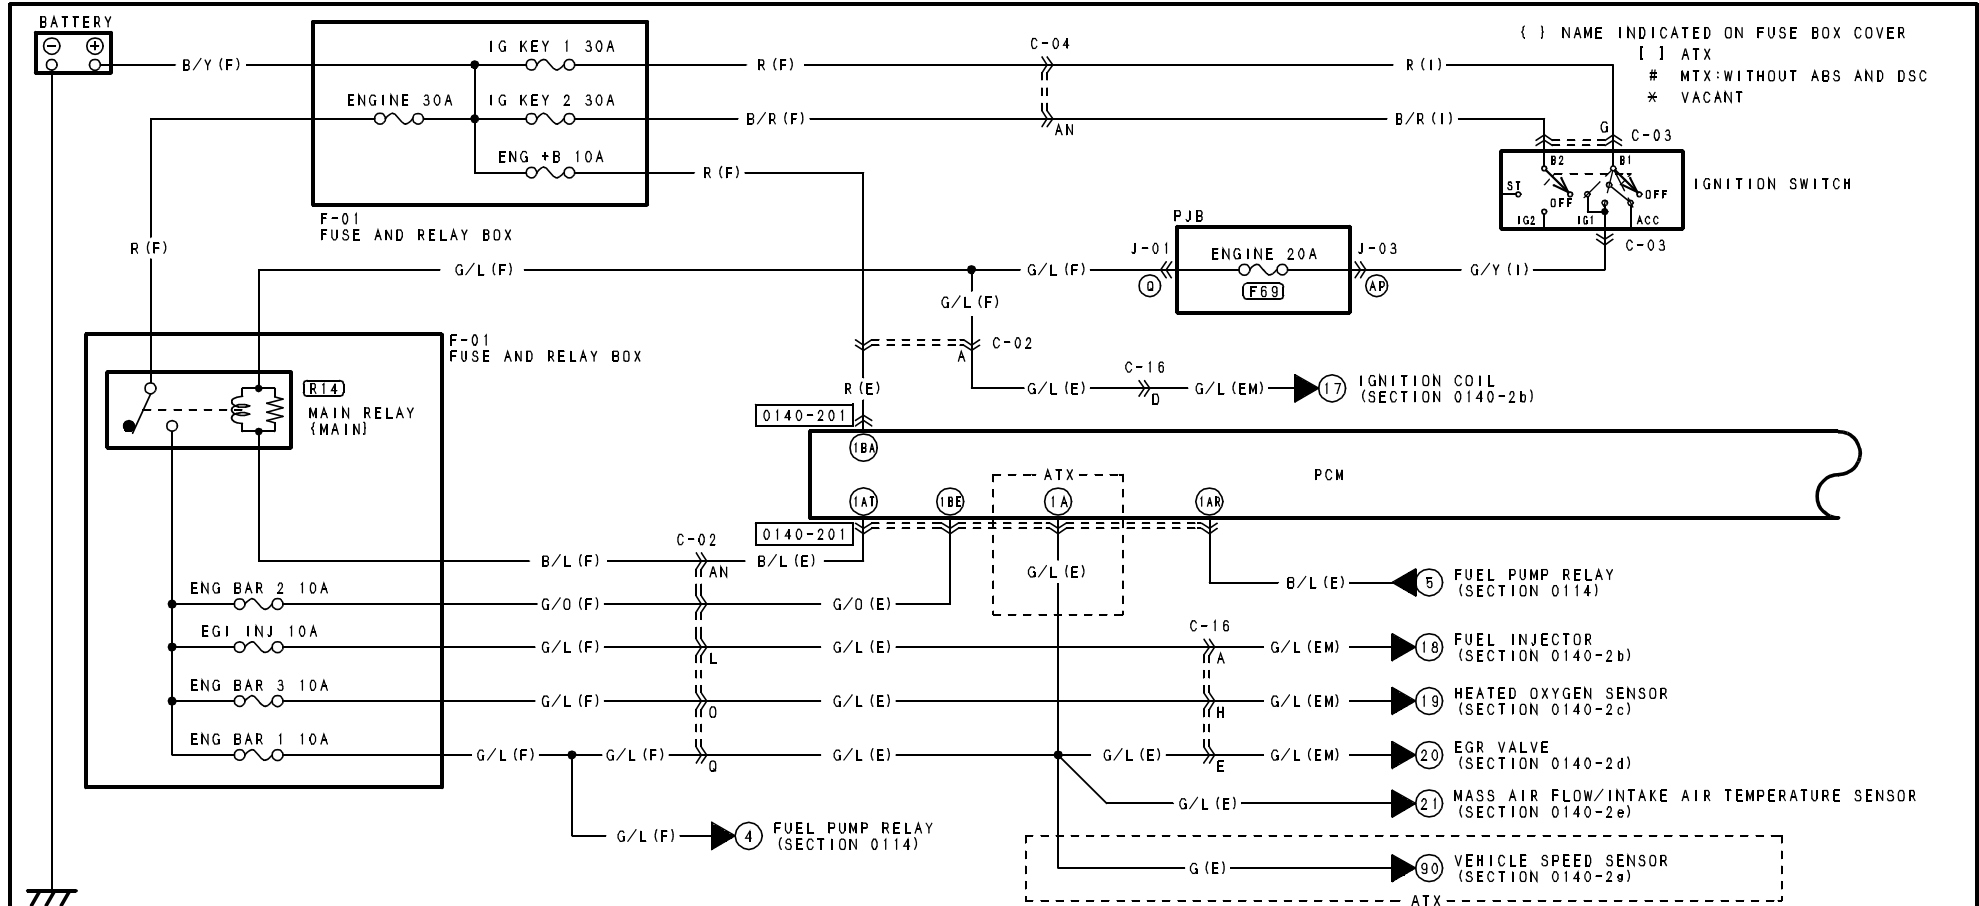 BATTERY
{ } NAME INDICATED ON FUSE BOX COVER
[ ] ATX
# MTX:WITHOUT ABS AND DSC
* VACANT
− +
B/Y (F)
IG KEY 1 30A
R (F)
C-04
R (I)
ENGINE 30A
IG KEY 2 30A
B/R (F)
AN
B/R (I)
G
C-03
ENG +B 10A
R (F)
B2
B1
ST
OFF
OFF
IG2
IG1
ACC
IGNITION SWITCH
C-03
F-01
FUSE AND RELAY BOX
R (F)
PJB
J-01
ENGINE 20A
J-03
F69
Q
AP
G/L (F)
G/L (F)
G/Y (I)
G/L (F)
F-01
FUSE AND RELAY BOX
A
C-02
R14
MAIN RELAY
{MAIN}
R (E)
G/L (E)
C-16
D
G/L (EM)
17
IGNITION COIL
(SECTION 0140-2b)
0140-201
1BA
PCM
ATX
1AT
1BE
1A
1AR
0140-201
C-02
B/L (F)
AN
B/L (E)
G/L (E)
B/L (E)
5
FUEL PUMP RELAY
(SECTION 0114)
ENG BAR 2 10A
G/O (F)
G/O (E)
EGI INJ 10A
G/L (F)
L
G/L (E)
C-16
A
G/L (EM)
18
FUEL INJECTOR
(SECTION 0140-2b)
ENG BAR 3 10A
G/L (F)
O
G/L (E)
H
G/L (EM)
19
HEATED OXYGEN SENSOR
(SECTION 0140-2c)
ENG BAR 1 10A
G/L (F)
G/L (F)
Q
G/L (E)
G/L (E)
E
G/L (EM)
20
EGR VALVE
(SECTION 0140-2d)
G/L (E)
21
MASS AIR FLOW/INTAKE AIR TEMPERATURE SENSOR
(SECTION 0140-2e)
G/L (F)
4
FUEL PUMP RELAY
(SECTION 0114)
G (E)
90
VEHICLE SPEED SENSOR
(SECTION 0140-2g)
ATX